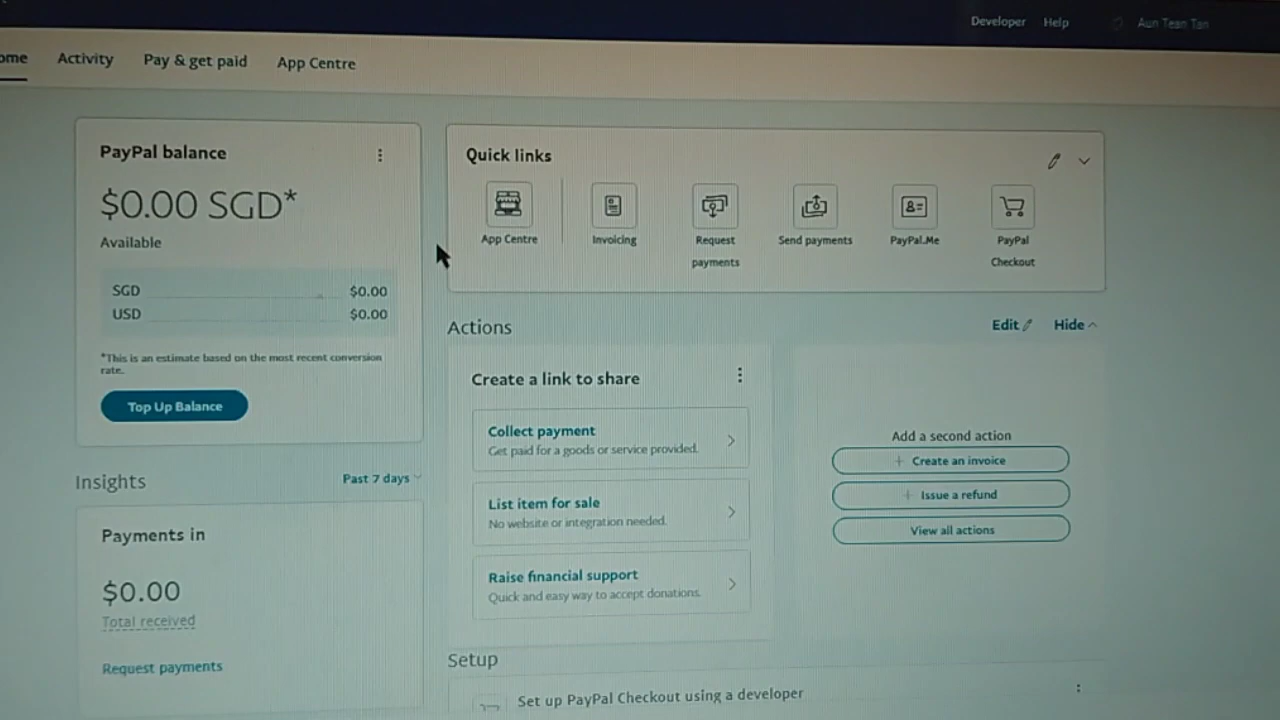 Developer Help Aun Tean Tan
ome Activity Pay & get paid App Centre
PayPal balance
$0.00 SGD*
Available
SGD $0.00
USD $0.00
*This is an estimate based on the most recent conversion
rate.
Top Up Balance
Insights Past 7 days
Payments in
$0.00
Total received
Request payments
Quick links
App Centre
Invoicing
Request
payments
Send payments
PayPal.Me
PayPal
Checkout
Actions Edit Hide
Create a link to share
Collect payment
Get paid for a goods or service provided.
List item for sale
No website or integration needed.
Raise financial support
Quick and easy way to accept donations.
Add a second action
+ Create an invoice
+ Issue a refund
View all actions
Setup
Set up PayPal Checkout using a developer